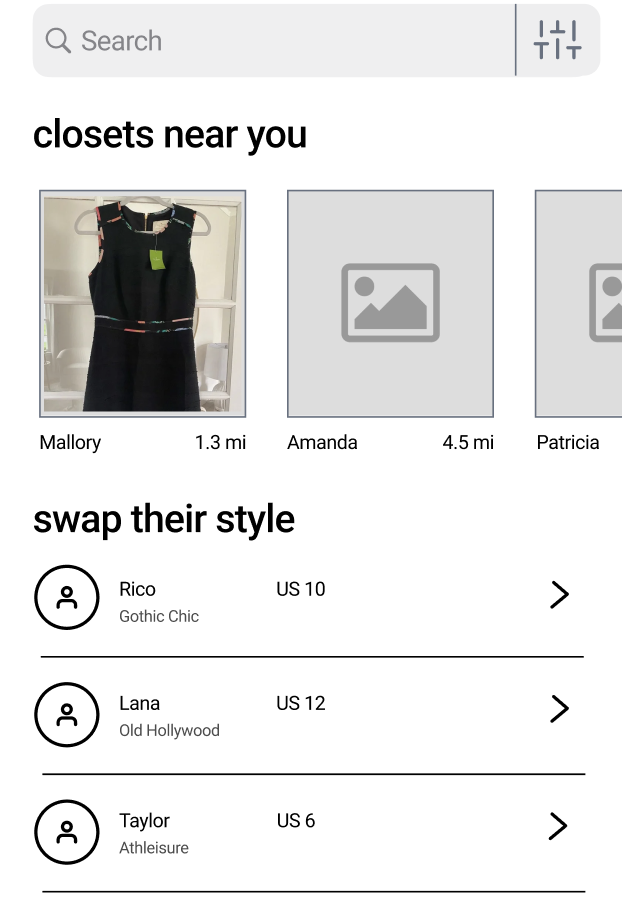 Search
closets near you
Mallory 1.3 mi Amanda 4.5 mi Patricia
swap their style
Rico US 10
Gothic Chic
Lana US 12
Old Hollywood
Taylor US 6
Athleisure